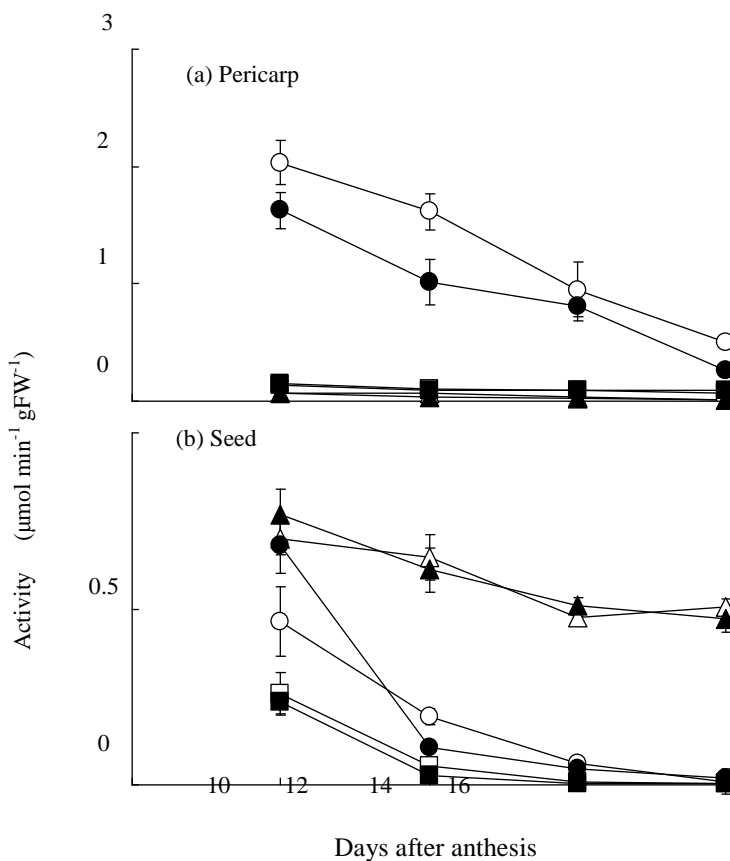 3
(a) Pericarp
2
1
0
(b) Seed
Activity (μmol min⁻¹ gFW⁻¹)
0.5
0
10 12 14 16
Days after anthesis